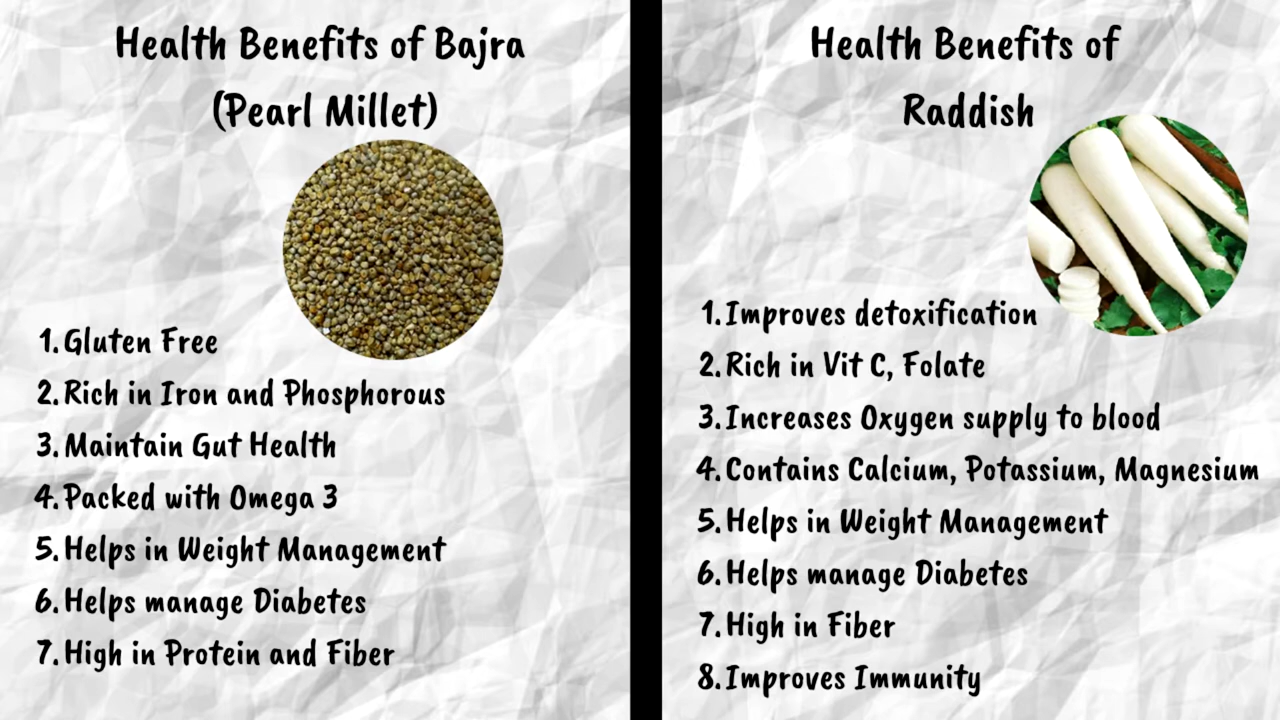 Health Benefits of Bajra
(Pearl Millet)
1. Gluten Free
2. Rich in Iron and Phosphorous
3. Maintain Gut Health
4. Packed with Omega 3
5. Helps in Weight Management
6. Helps manage Diabetes
7. High in Protein and Fiber
Health Benefits of
Raddish
1. Improves detoxification
2. Rich in Vit C, Folate
3. Increases Oxygen supply to blood
4. Contains Calcium, Potassium, Magnesium
5. Helps in Weight Management
6. Helps manage Diabetes
7. High in Fiber
8. Improves Immunity